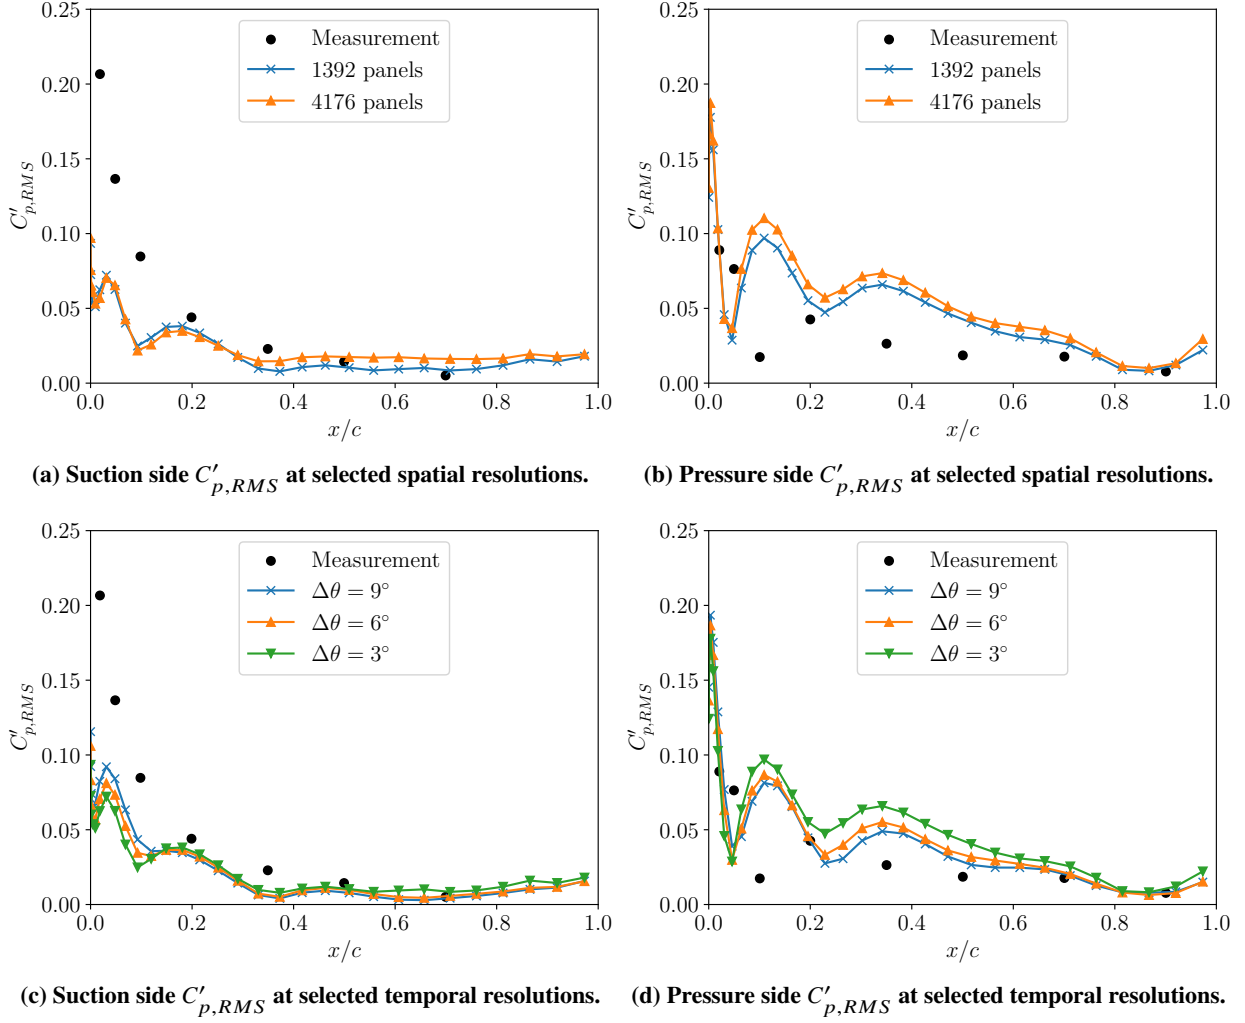 0.25
0.20
0.15
0.10
0.05
0.00
C'p,RMS
Measurement
1392 panels
4176 panels
0.0 0.2 0.4 0.6 0.8 1.0
x/c
(a) Suction side C'p,RMS at selected spatial resolutions.
0.25
0.20
0.15
0.10
0.05
0.00
C'p,RMS
Measurement
1392 panels
4176 panels
0.0 0.2 0.4 0.6 0.8 1.0
x/c
(b) Pressure side C'p,RMS at selected spatial resolutions.
0.25
0.20
0.15
0.10
0.05
0.00
C'p,RMS
Measurement
Δθ = 9°
Δθ = 6°
Δθ = 3°
0.0 0.2 0.4 0.6 0.8 1.0
x/c
(c) Suction side C'p,RMS at selected temporal resolutions.
0.25
0.20
0.15
0.10
0.05
0.00
C'p,RMS
Measurement
Δθ = 9°
Δθ = 6°
Δθ = 3°
0.0 0.2 0.4 0.6 0.8 1.0
x/c
(d) Pressure side C'p,RMS at selected temporal resolutions.